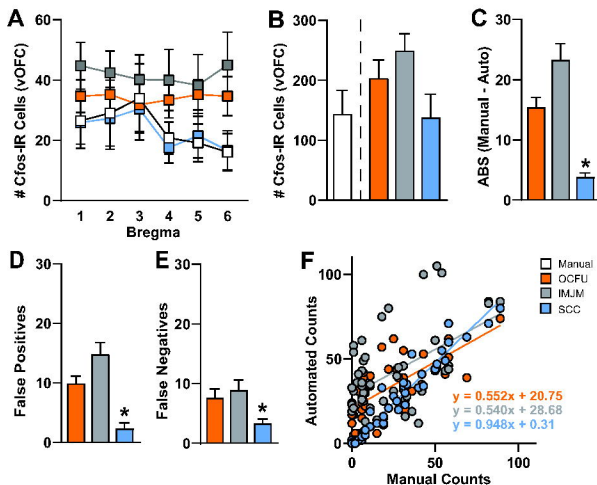 A
# Cfos-IR Cells (vOFC)
60
40
20
0
1 2 3 4 5 6
Bregma
B
# Cfos-IR Cells (vOFC)
300
200
100
0
C
ABS (Manual - Auto)
30
20
10
0
*
D
False Positives
30
20
10
0
*
E
False Negatives
30
20
10
0
*
F
Automated Counts
100
50
0
0 50 100
Manual Counts
Manual
OCFU
IMJM
SCC
y = 0.552x + 20.75
y = 0.540x + 28.68
y = 0.948x + 0.31